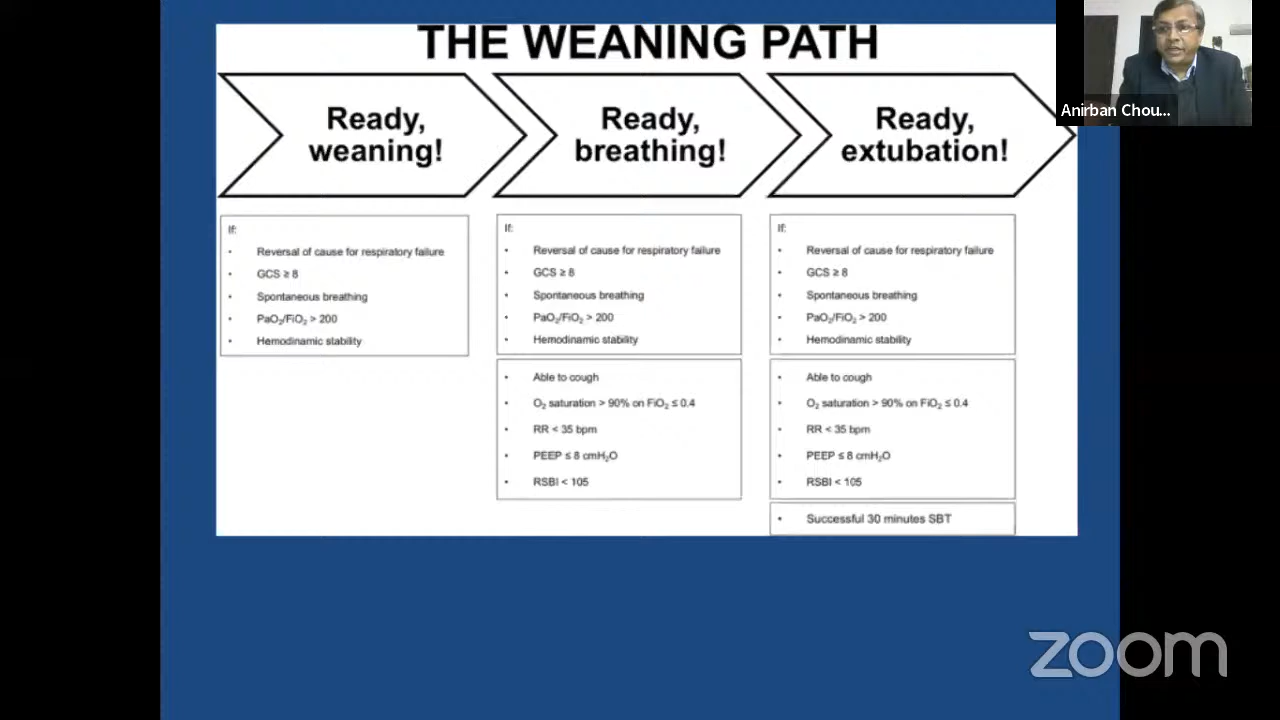 THE WEANING PATH
Ready,
weaning!
Ready,
breathing!
Ready,
extubation!
If:
• Reversal of cause for respiratory failure
• GCS ≥ 8
• Spontaneous breathing
• PaO₂/FiO₂ > 200
• Hemodinamic stability
If:
• Reversal of cause for respiratory failure
• GCS ≥ 8
• Spontaneous breathing
• PaO₂/FiO₂ > 200
• Hemodinamic stability
• Able to cough
• O₂ saturation > 90% on FiO₂ ≤ 0.4
• RR < 35 bpm
• PEEP ≤ 8 cmH₂O
• RSBI < 105
If:
• Reversal of cause for respiratory failure
• GCS ≥ 8
• Spontaneous breathing
• PaO₂/FiO₂ > 200
• Hemodinamic stability
• Able to cough
• O₂ saturation > 90% on FiO₂ ≤ 0.4
• RR < 35 bpm
• PEEP ≤ 8 cmH₂O
• RSBI < 105
• Successful 30 minutes SBT
Anirban Chou...
zoom